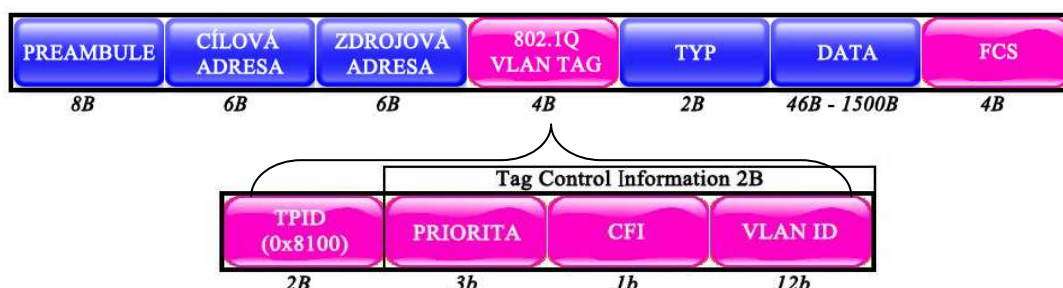 PREAMBULE CÍLOVÁ ADRESA ZDROJOVÁ ADRESA 802.1Q VLAN TAG TYP DATA FCS
8B 6B 6B 4B 2B 46B - 1500B 4B
Tag Control Information 2B
TPID (0x8100) PRIORITA CFI VLAN ID
2B 3b 1b 12b